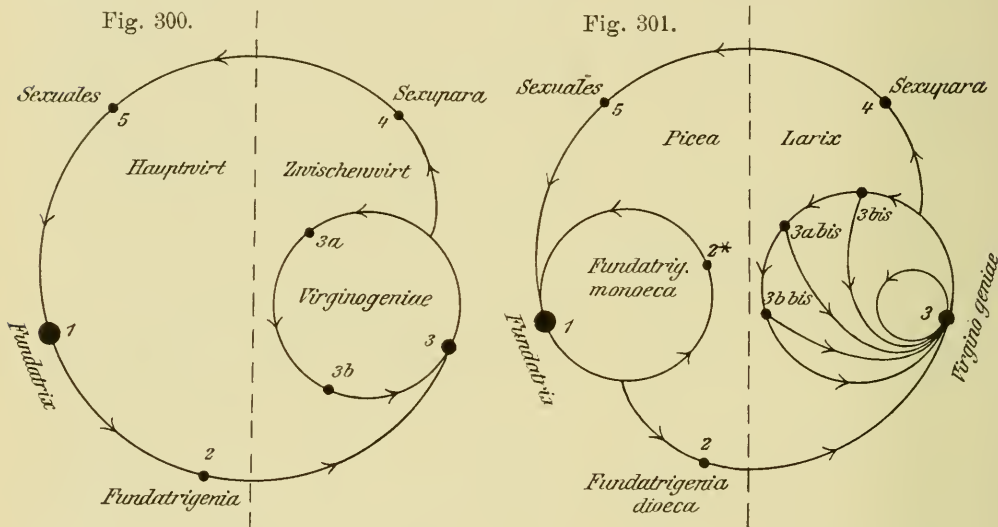 Fig. 300.
Sexuales
5
Sexupara
4
Hauptwirt
Zwischenwirt
3a
Virginogeniae
3
3b
1
Fundatrix
2
Fundatrigenia
Fig. 301.
Sexuales
5
Sexupara
4
Picea
Larix
3bis
3a bis
2*
Fundatrig.
monoeca
3b bis
3
Virginogeniae
1
Fundatrix
2
Fundatrigenia
dioeca